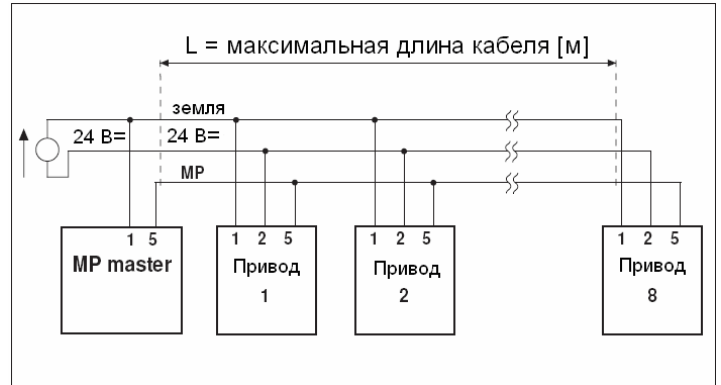 L = максимальная длина кабеля [м]
земля
24 В= 24 В=
МР
1 5 1 2 5 1 2 5 1 2 5
MP master Привод Привод Привод
1 2 8